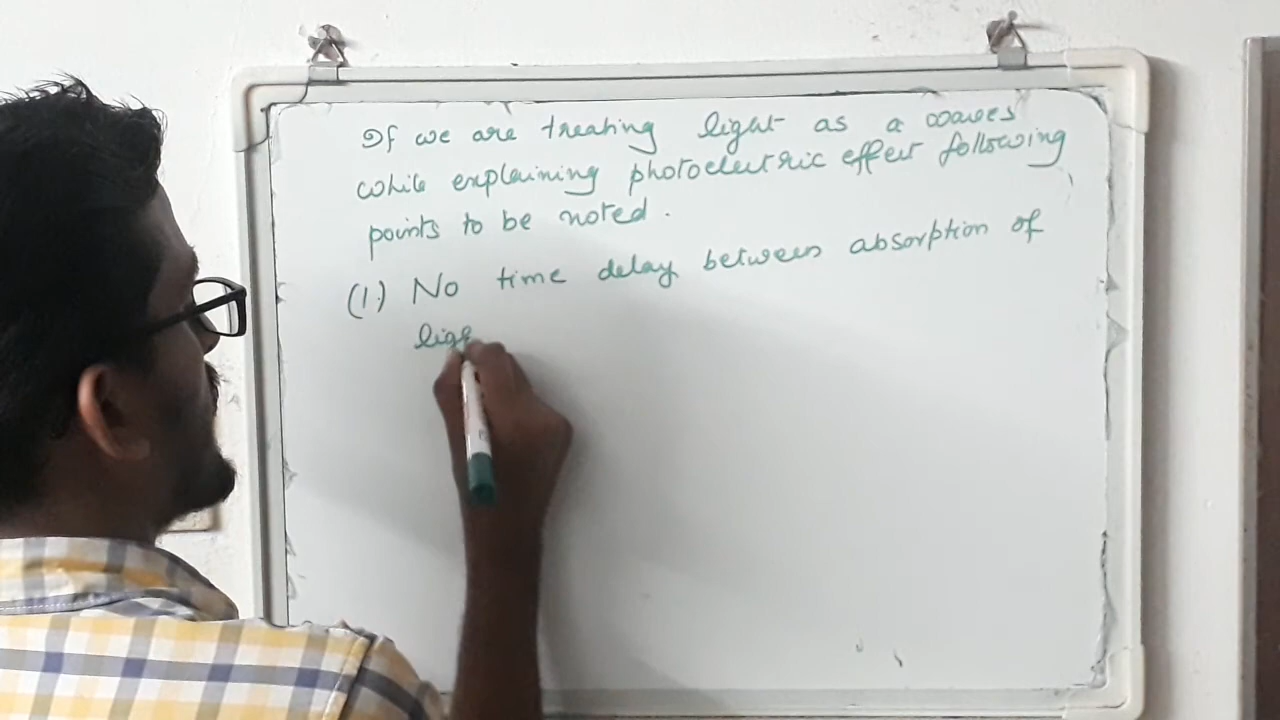 If we are treating light as a waves
while explaining photoelectric effect following
points to be noted.
(1.) No time delay between absorption of
ligh